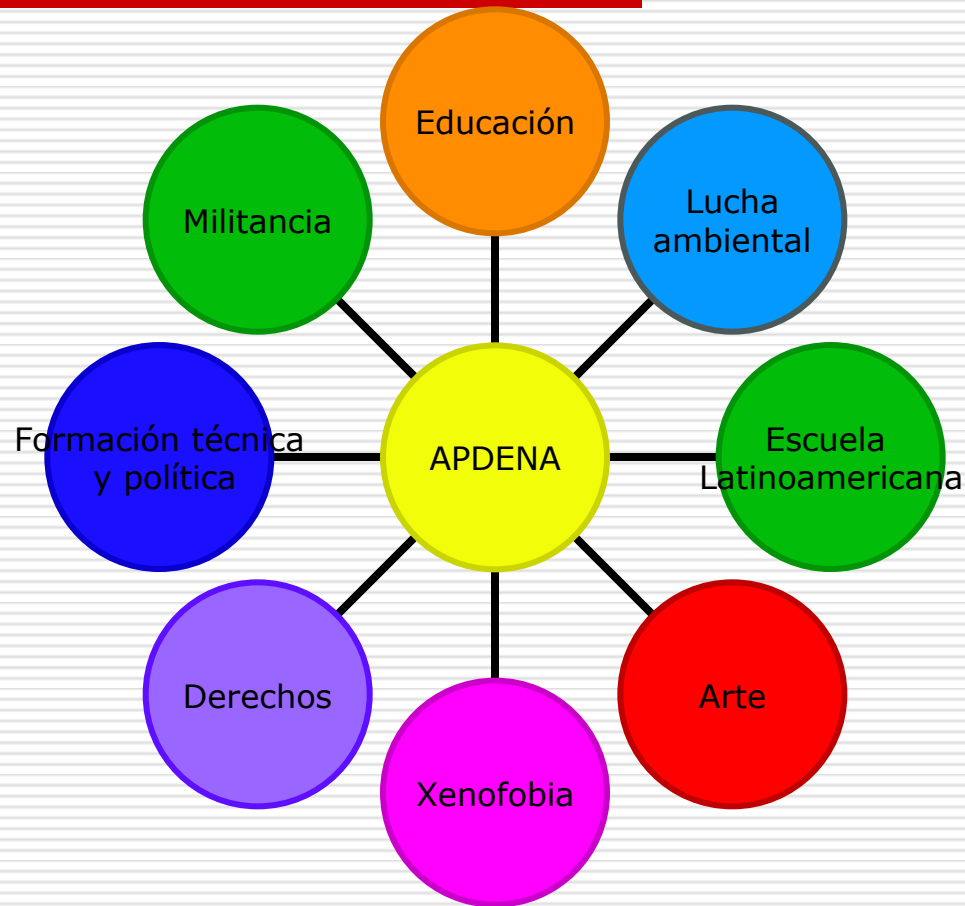 Educación
Lucha
ambiental
Militancia
Formación técnica
y política
APDENA
Escuela
Latinoamericana
Derechos
Arte
Xenofobia